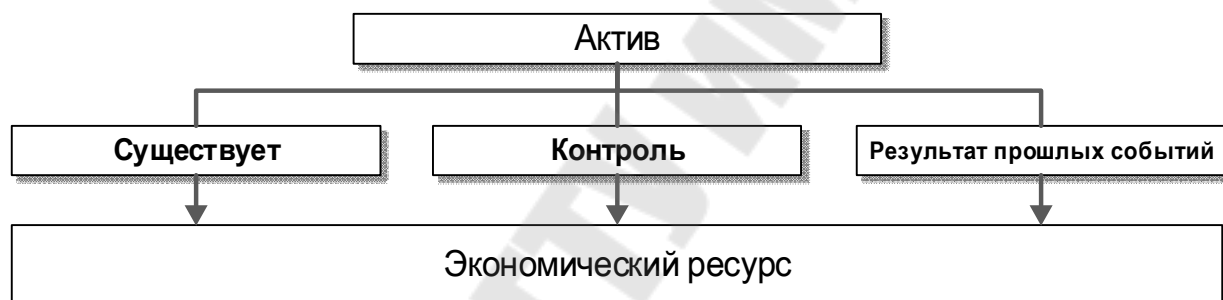 Актив
Существует
Контроль
Результат прошлых событий
Экономический ресурс